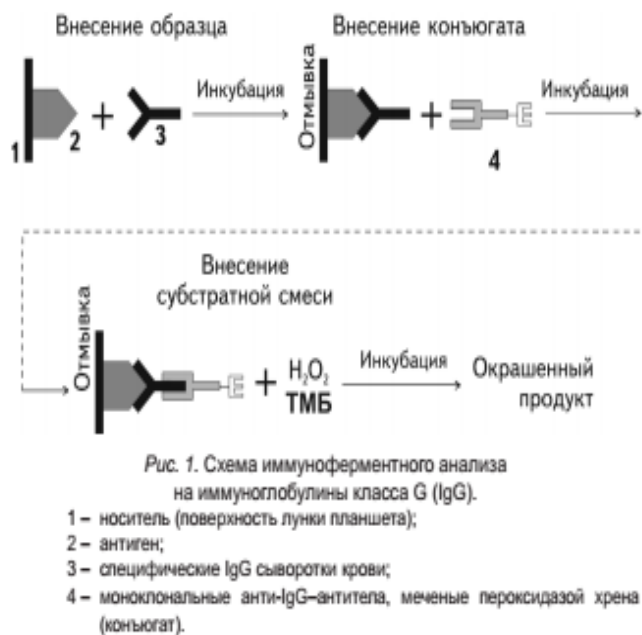 Внесение образца
Внесение конъюгата
1
2
3
Инкубация
Отмывка
4
Инкубация
Внесение
субстратной смеси
Отмывка
E
H₂O₂
ТМБ
Инкубация
Окрашенный
продукт
Рис. 1. Схема иммуноферментного анализа
на иммуноглобулины класса G (IgG).
1 – носитель (поверхность лунки планшета);
2 – антиген;
3 – специфические IgG сыворотки крови;
4 – моноклональные анти-IgG–антитела, меченые пероксидазой хрена
(конъюгат).